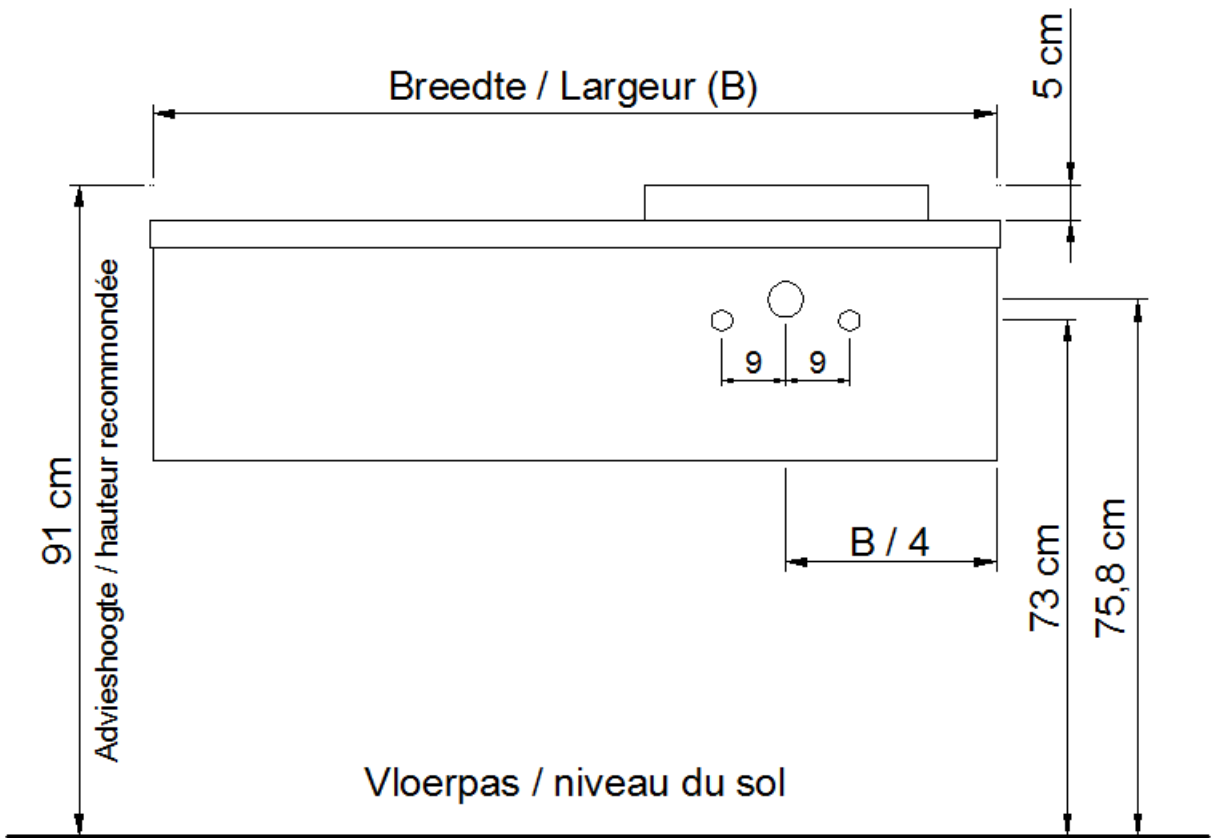 5 cm
Breedte / Largeur (B)
9
9
91 cm
Advieshoogte / hauteur recommondée
B / 4
73 cm
75,8 cm
Vloerpas / niveau du sol